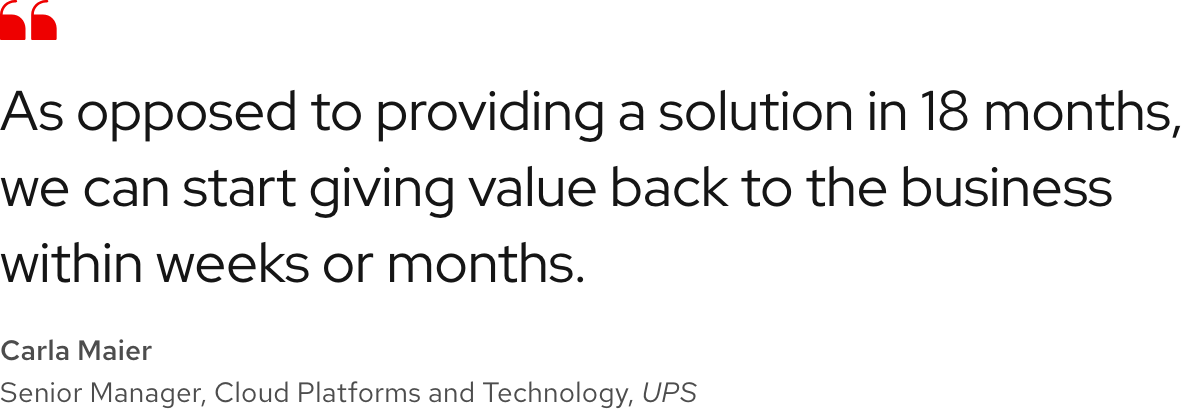 “
As opposed to providing a solution in 18 months,
we can start giving value back to the business
within weeks or months.
Carla Maier
Senior Manager, Cloud Platforms and Technology, UPS